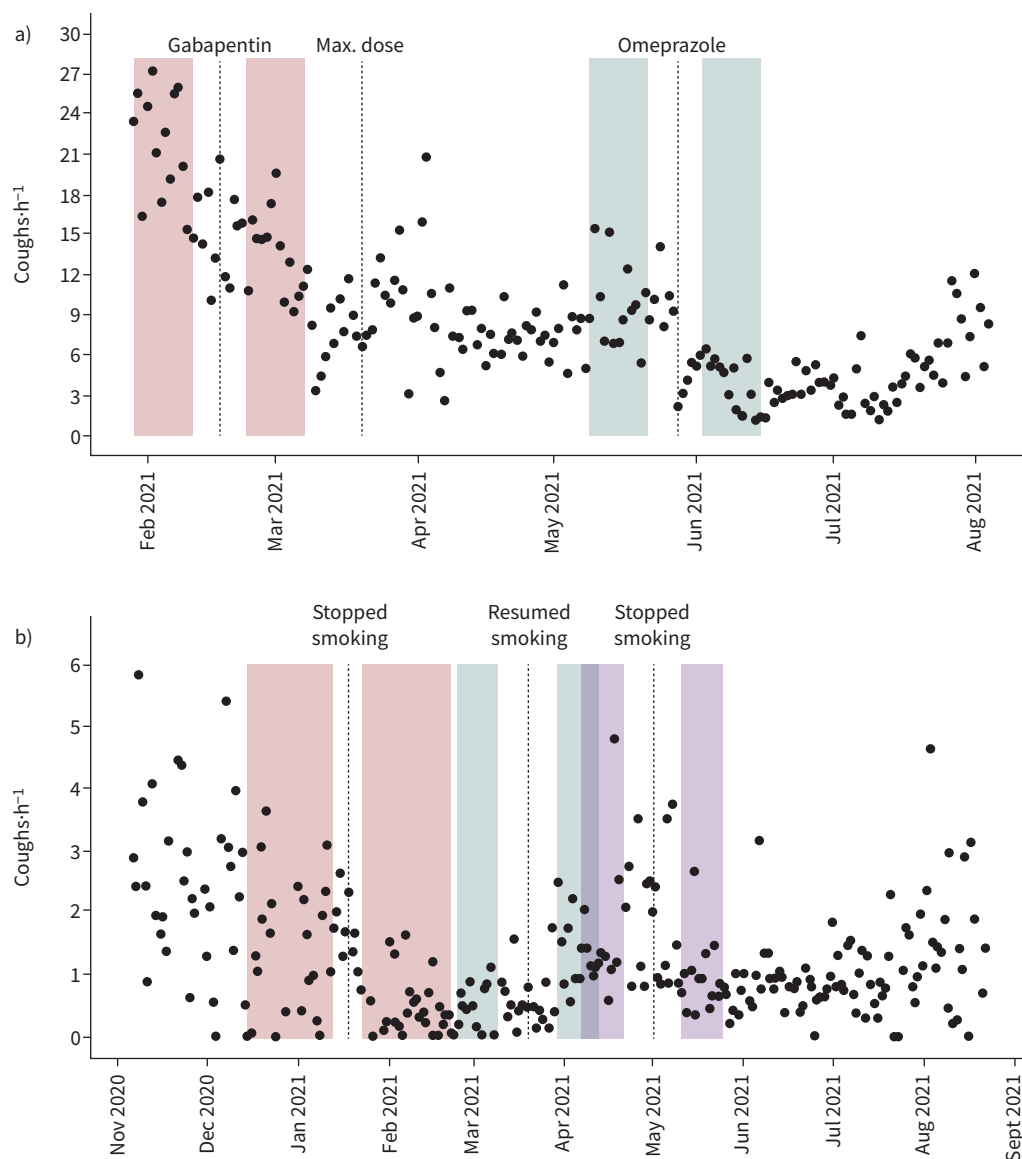 a)
Gabapentin Max. dose Omeprazole
30
27
24
21
18
15
12
9
6
3
0
Coughs·h⁻¹
Feb 2021
Mar 2021
Apr 2021
May 2021
Jun 2021
Jul 2021
Aug 2021
b)
Stopped smoking
Resumed smoking
Stopped smoking
6
5
4
3
2
1
0
Coughs·h⁻¹
Nov 2020
Dec 2020
Jan 2021
Feb 2021
Mar 2021
Apr 2021
May 2021
Jun 2021
Jul 2021
Aug 2021
Sept 2021